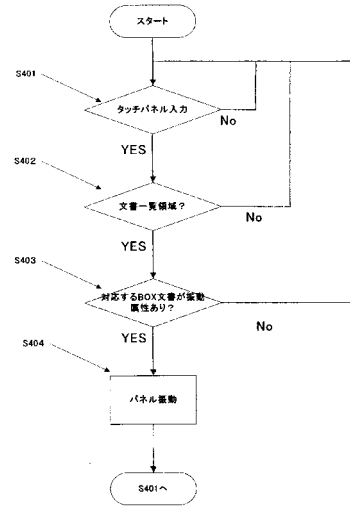 スタート
S401
タッチパネル入力
No
YES
S402
文書一覧領域？
No
YES
S403
対応するBOX文書が振動
属性あり？
No
YES
S404
パネル振動
S401へ